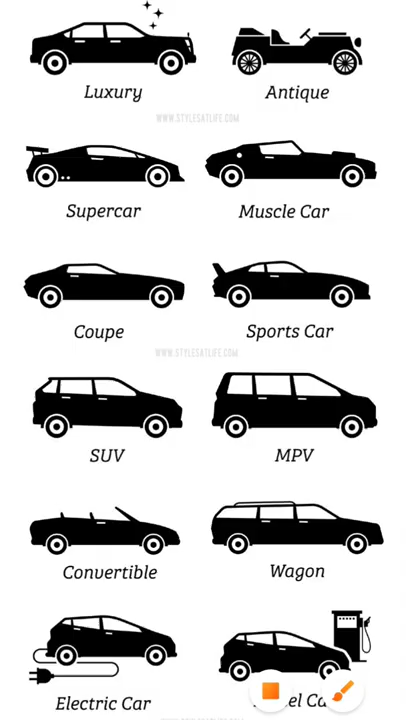 Luxury Antique
WWW.STYLESATLIFE.COM
Supercar Muscle Car
Coupe Sports Car
WWW.STYLESATLIFE.COM
SUV MPV
Convertible Wagon
Electric Car